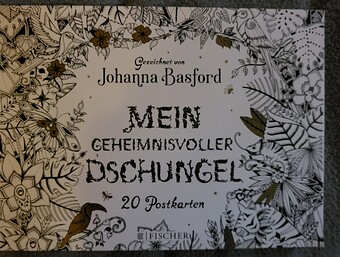 Gezeichnet von
Johanna Basford
MEIN
GEHEIMNISVOLLER
DSCHUNGEL
20 Postkarten
FISCHER